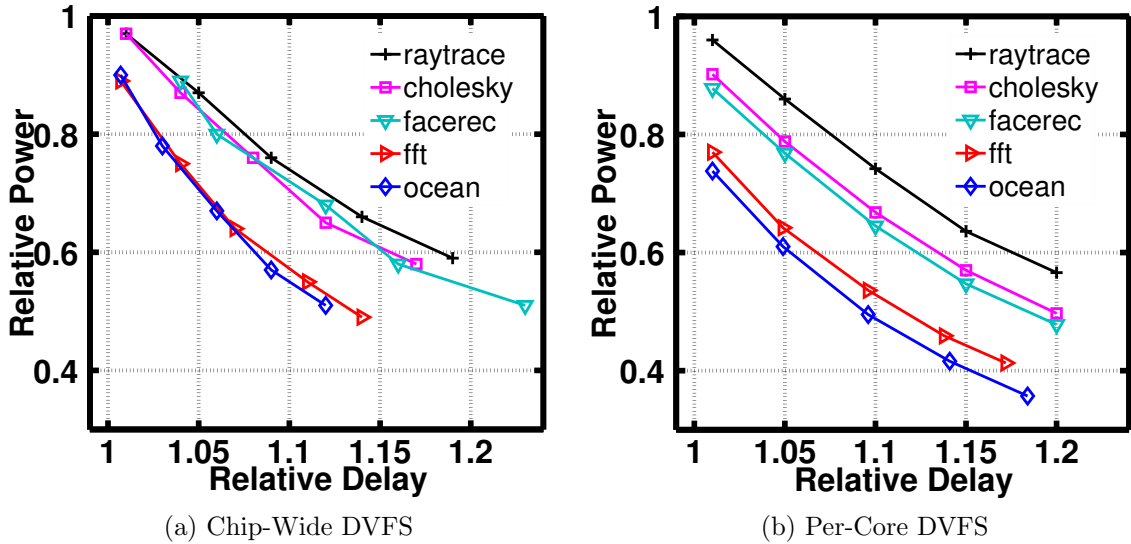 1
0.8
0.6
0.4
Relative Power
raytrace
cholesky
facerec
fft
ocean
1 1.05 1.1 1.15 1.2
Relative Delay
(a) Chip-Wide DVFS
1
0.8
0.6
0.4
Relative Power
raytrace
cholesky
facerec
fft
ocean
1 1.05 1.1 1.15 1.2
Relative Delay
(b) Per-Core DVFS